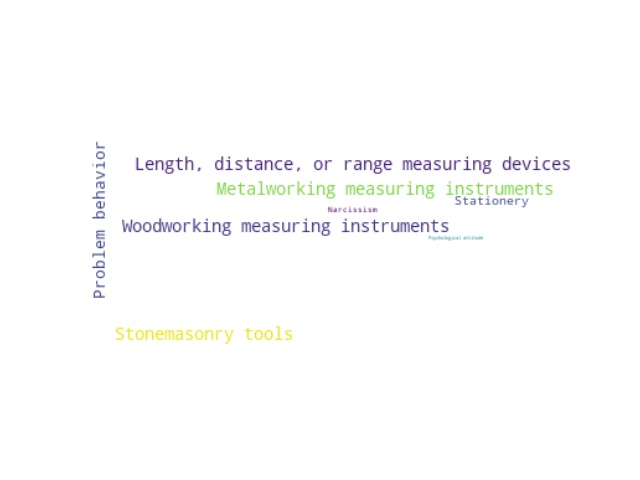 Problem behavior
Length, distance, or range measuring devices
Metalworking measuring instruments
Stationery
Narcissism
Woodworking measuring instruments
Psychological attitude
Stonemasonry tools